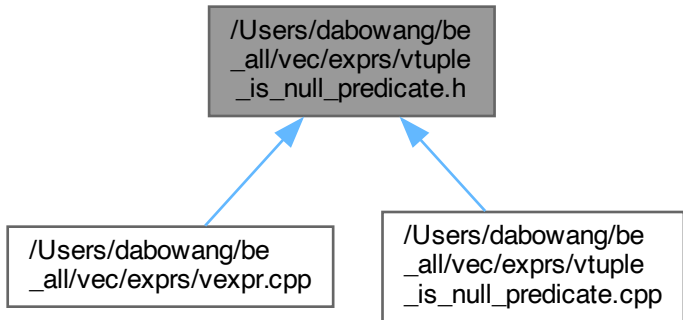 /Users/dabowang/be
_all/vec/exprs/vtuple
_is_null_predicate.h
/Users/dabowang/be
_all/vec/exprs/vexpr.cpp
/Users/dabowang/be
_all/vec/exprs/vtuple
_is_null_predicate.cpp